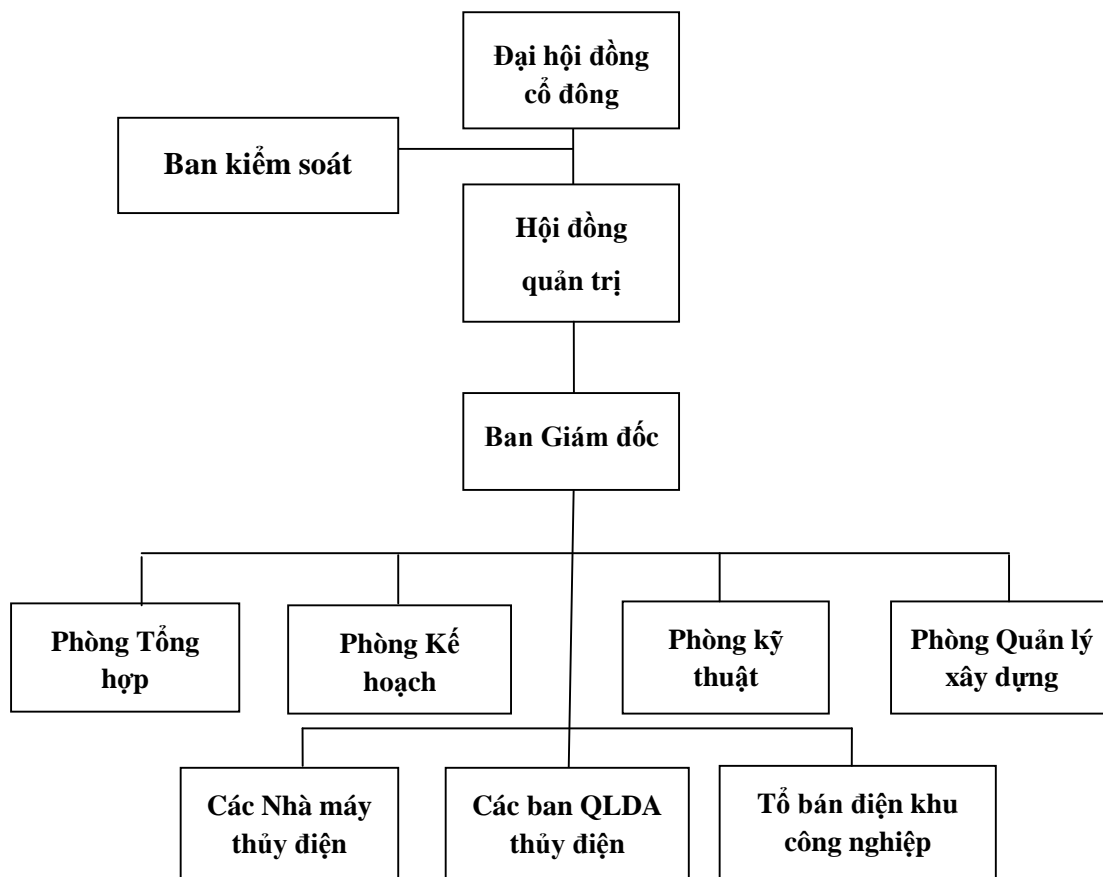 Đại hội đồng
cổ đông
Ban kiểm soát
Hội đồng
quản trị
Ban Giám đốc
Phòng Tổng
hợp
Phòng Kế
hoạch
Phòng kỹ
thuật
Phòng Quản lý
xây dựng
Các Nhà máy
thủy điện
Các ban QLDA
thủy điện
Tổ bán điện khu
công nghiệp